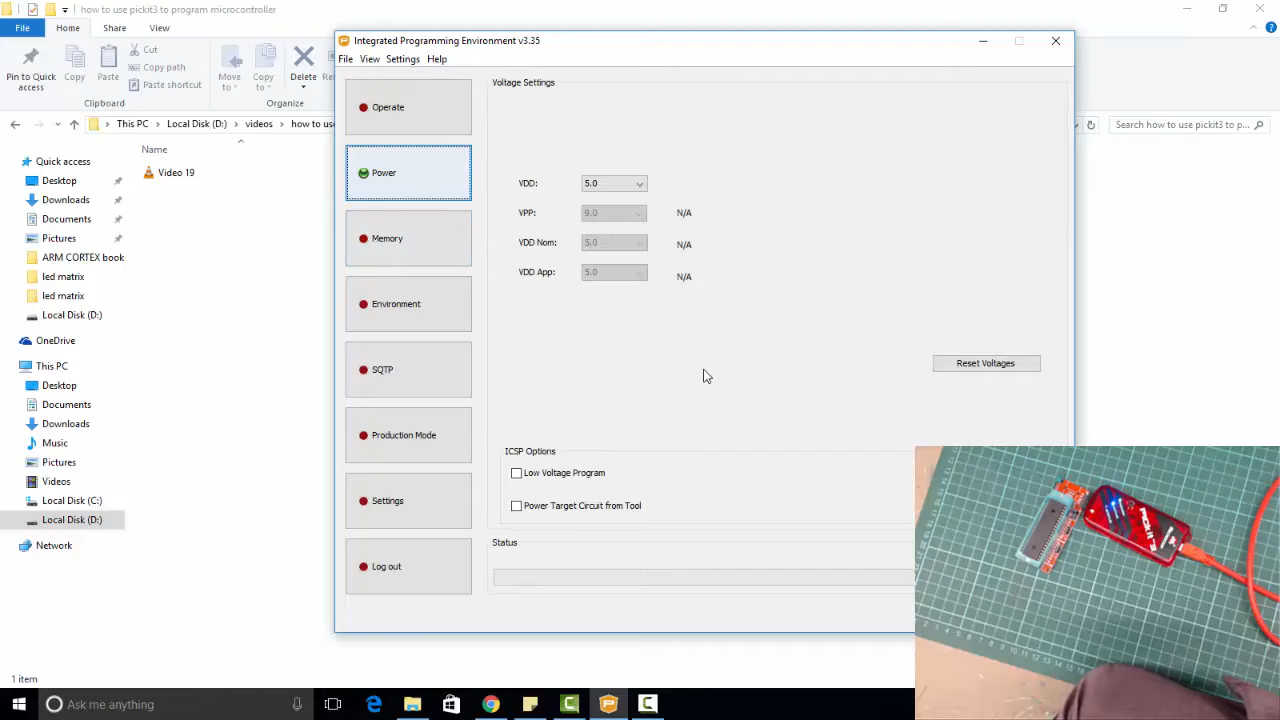 how to use pickit3 to program microcontroller
File
Home
Share
View
Pin to Quick access
Copy
Paste
Cut
Copy path
Paste shortcut
Move to
Copy to
Delete
Clipboard
Organize
This PC
Local Disk (D:)
videos
how to us
Search how to use pickit3 to p...
Name
Video 19
Quick access
Desktop
Downloads
Documents
Pictures
ARM CORTEX book
led matrix
led matrix
Local Disk (D:)
OneDrive
This PC
Desktop
Documents
Downloads
Music
Pictures
Videos
Local Disk (C:)
Local Disk (D:)
Network
1 item
Integrated Programming Environment v3.35
File View Settings Help
Operate
Power
Memory
Environment
SQTP
Production Mode
Settings
Log out
Voltage Settings
VDD: 5.0
VPP: 9.0 N/A
VDD Nom: 5.0 N/A
VDD App: 5.0 N/A
Reset Voltages
ICSP Options
Low Voltage Program
Power Target Circuit from Tool
Status
PICkit 3
Ask me anything